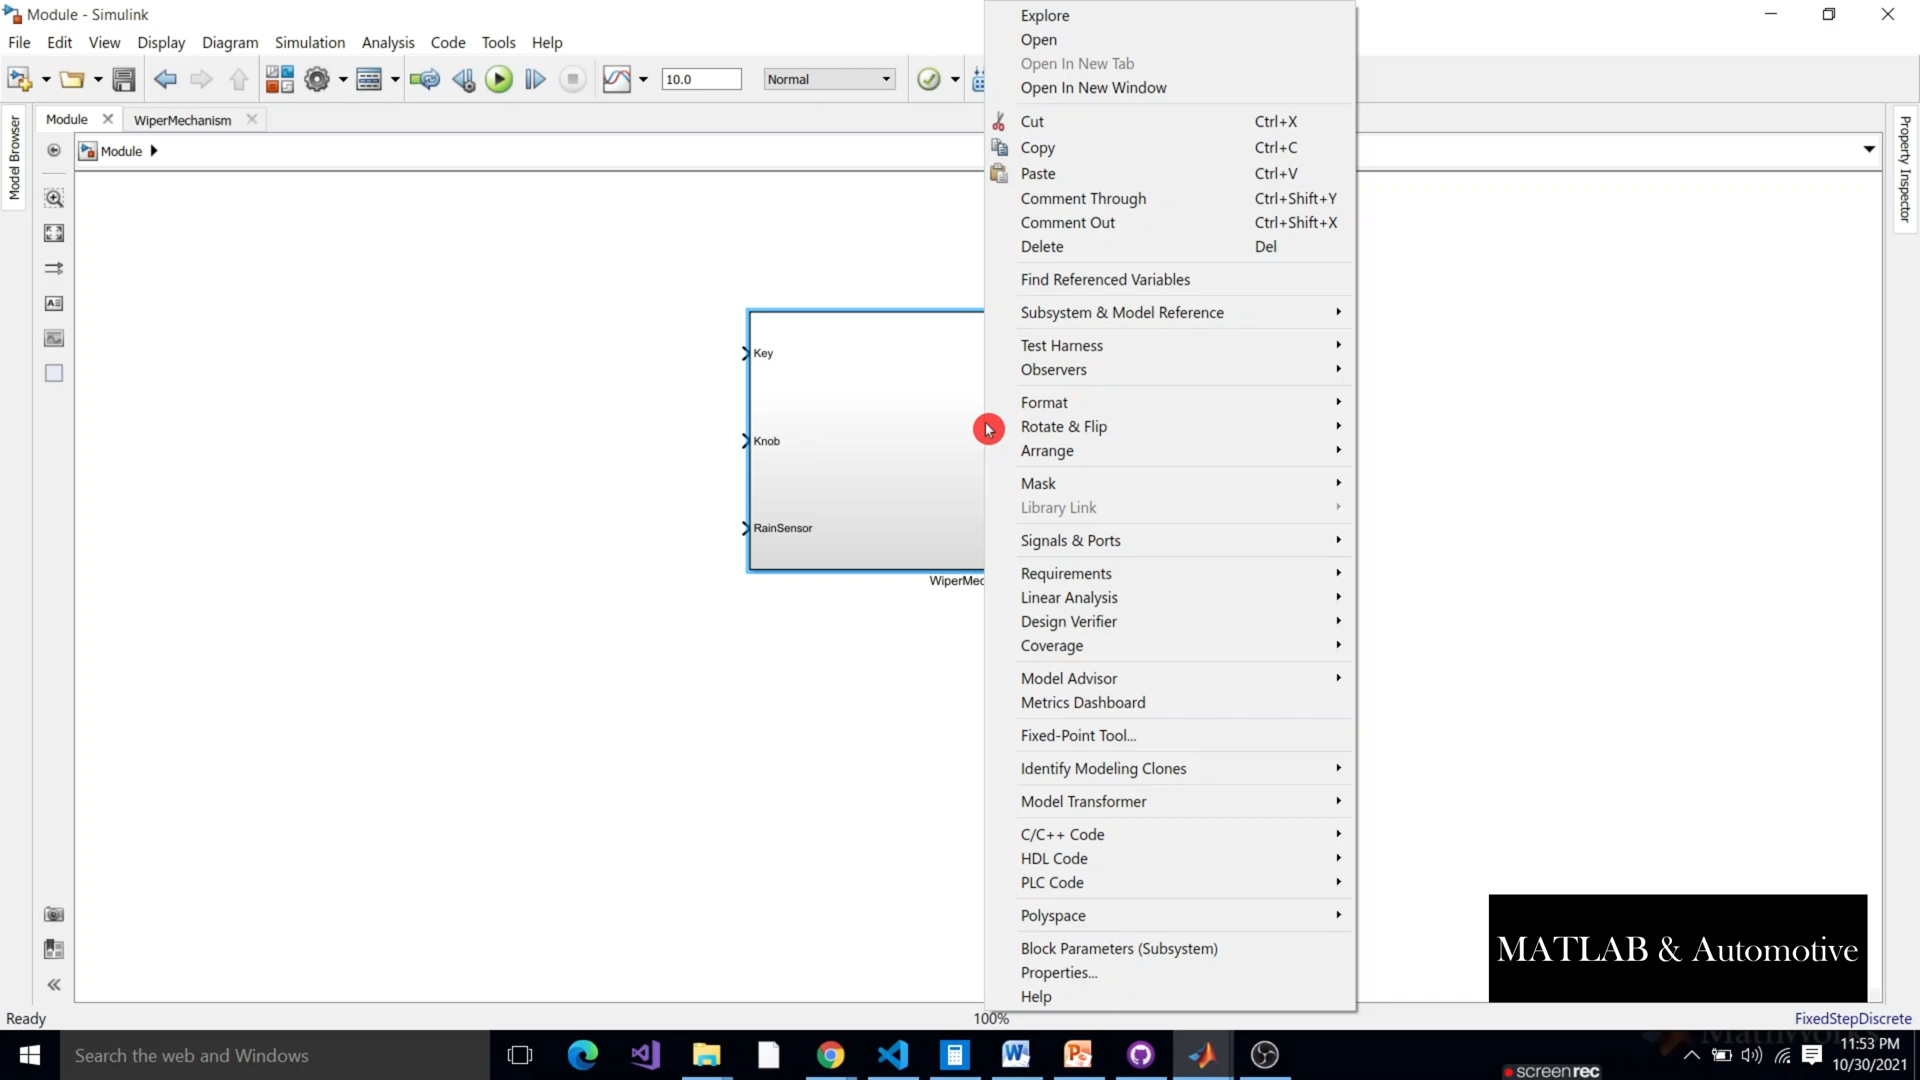 Module - Simulink
File Edit View Display Diagram Simulation Analysis Code Tools Help
10.0
Normal
Module
WiperMechanism
Model Browser
Module
Property Inspector
Key
Knob
RainSensor
WiperMec
Explore
Open
Open In New Tab
Open In New Window
Cut Ctrl+X
Copy Ctrl+C
Paste Ctrl+V
Comment Through Ctrl+Shift+Y
Comment Out Ctrl+Shift+X
Delete Del
Find Referenced Variables
Subsystem & Model Reference
Test Harness
Observers
Format
Rotate & Flip
Arrange
Mask
Library Link
Signals & Ports
Requirements
Linear Analysis
Design Verifier
Coverage
Model Advisor
Metrics Dashboard
Fixed-Point Tool...
Identify Modeling Clones
Model Transformer
C/C++ Code
HDL Code
PLC Code
Polyspace
Block Parameters (Subsystem)
Properties...
Help
MATLAB & Automotive
Ready
100%
FixedStepDiscrete
Search the web and Windows
11:53 PM
10/30/2021
screenrec